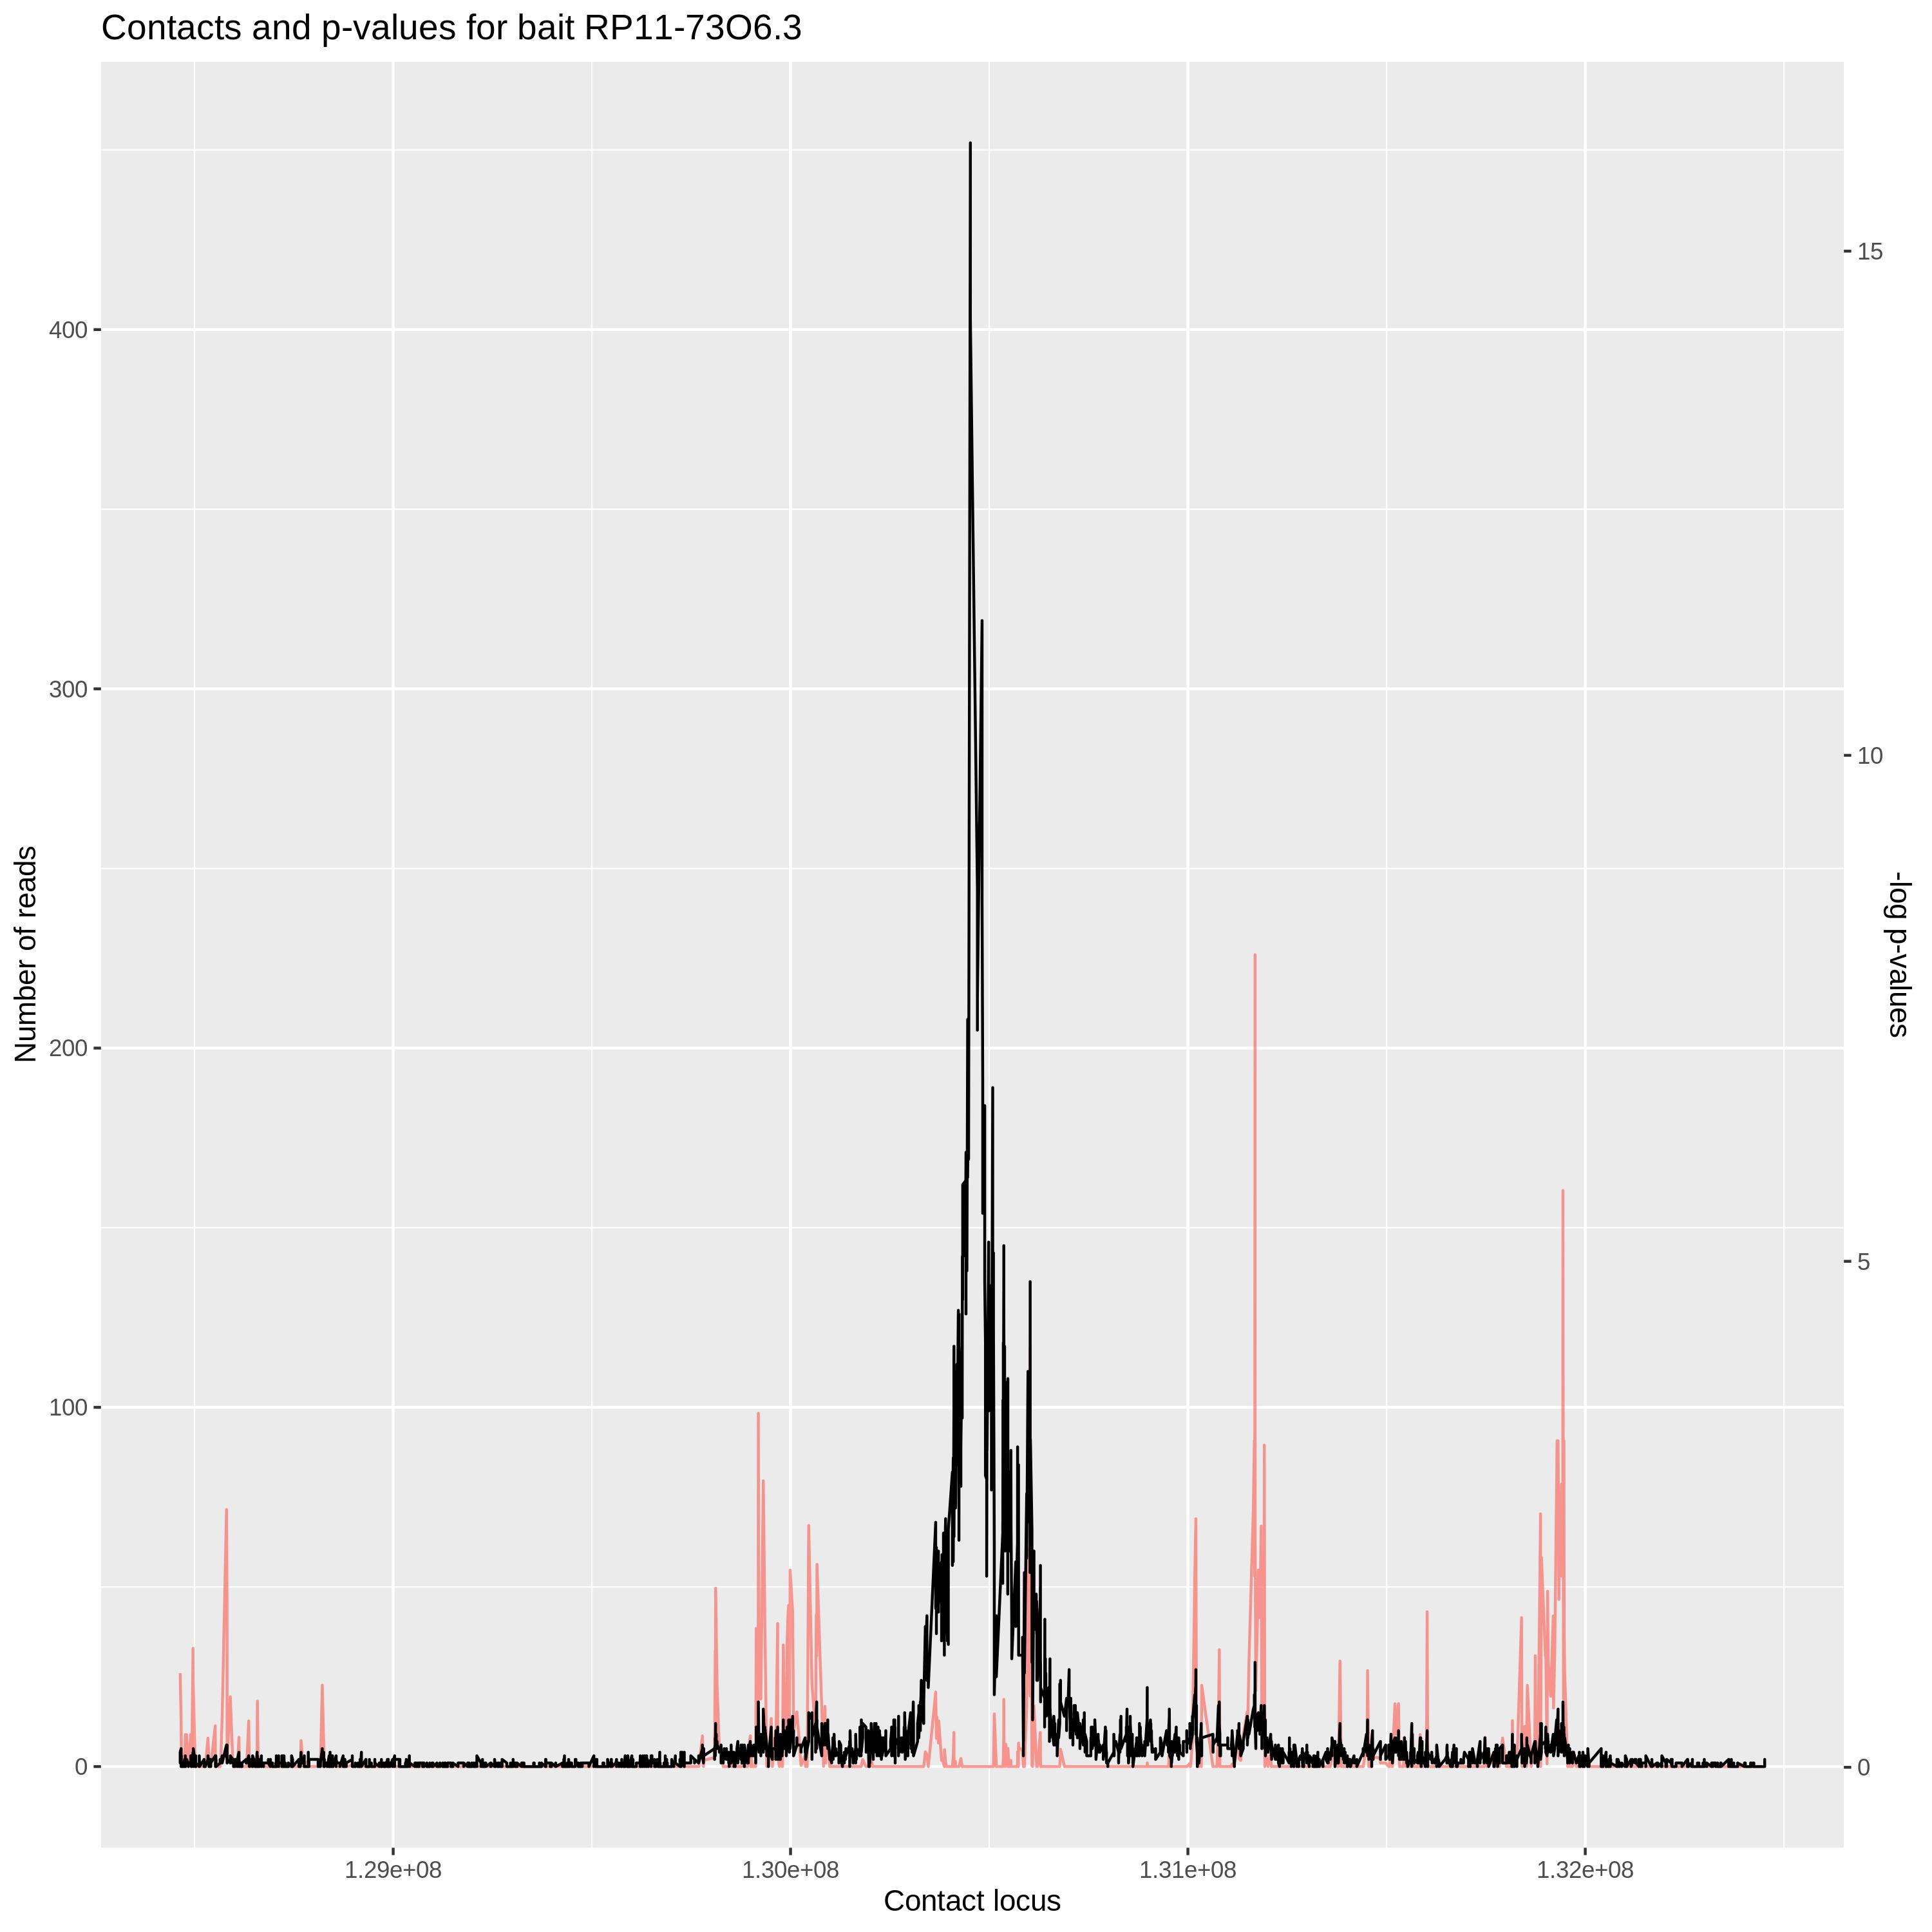 Contacts and p-values for bait RP11-73O6.3
Number of reads
400
300
200
100
0
15
10
5
0
-log p-values
1.29e+08
1.30e+08
1.31e+08
1.32e+08
Contact locus